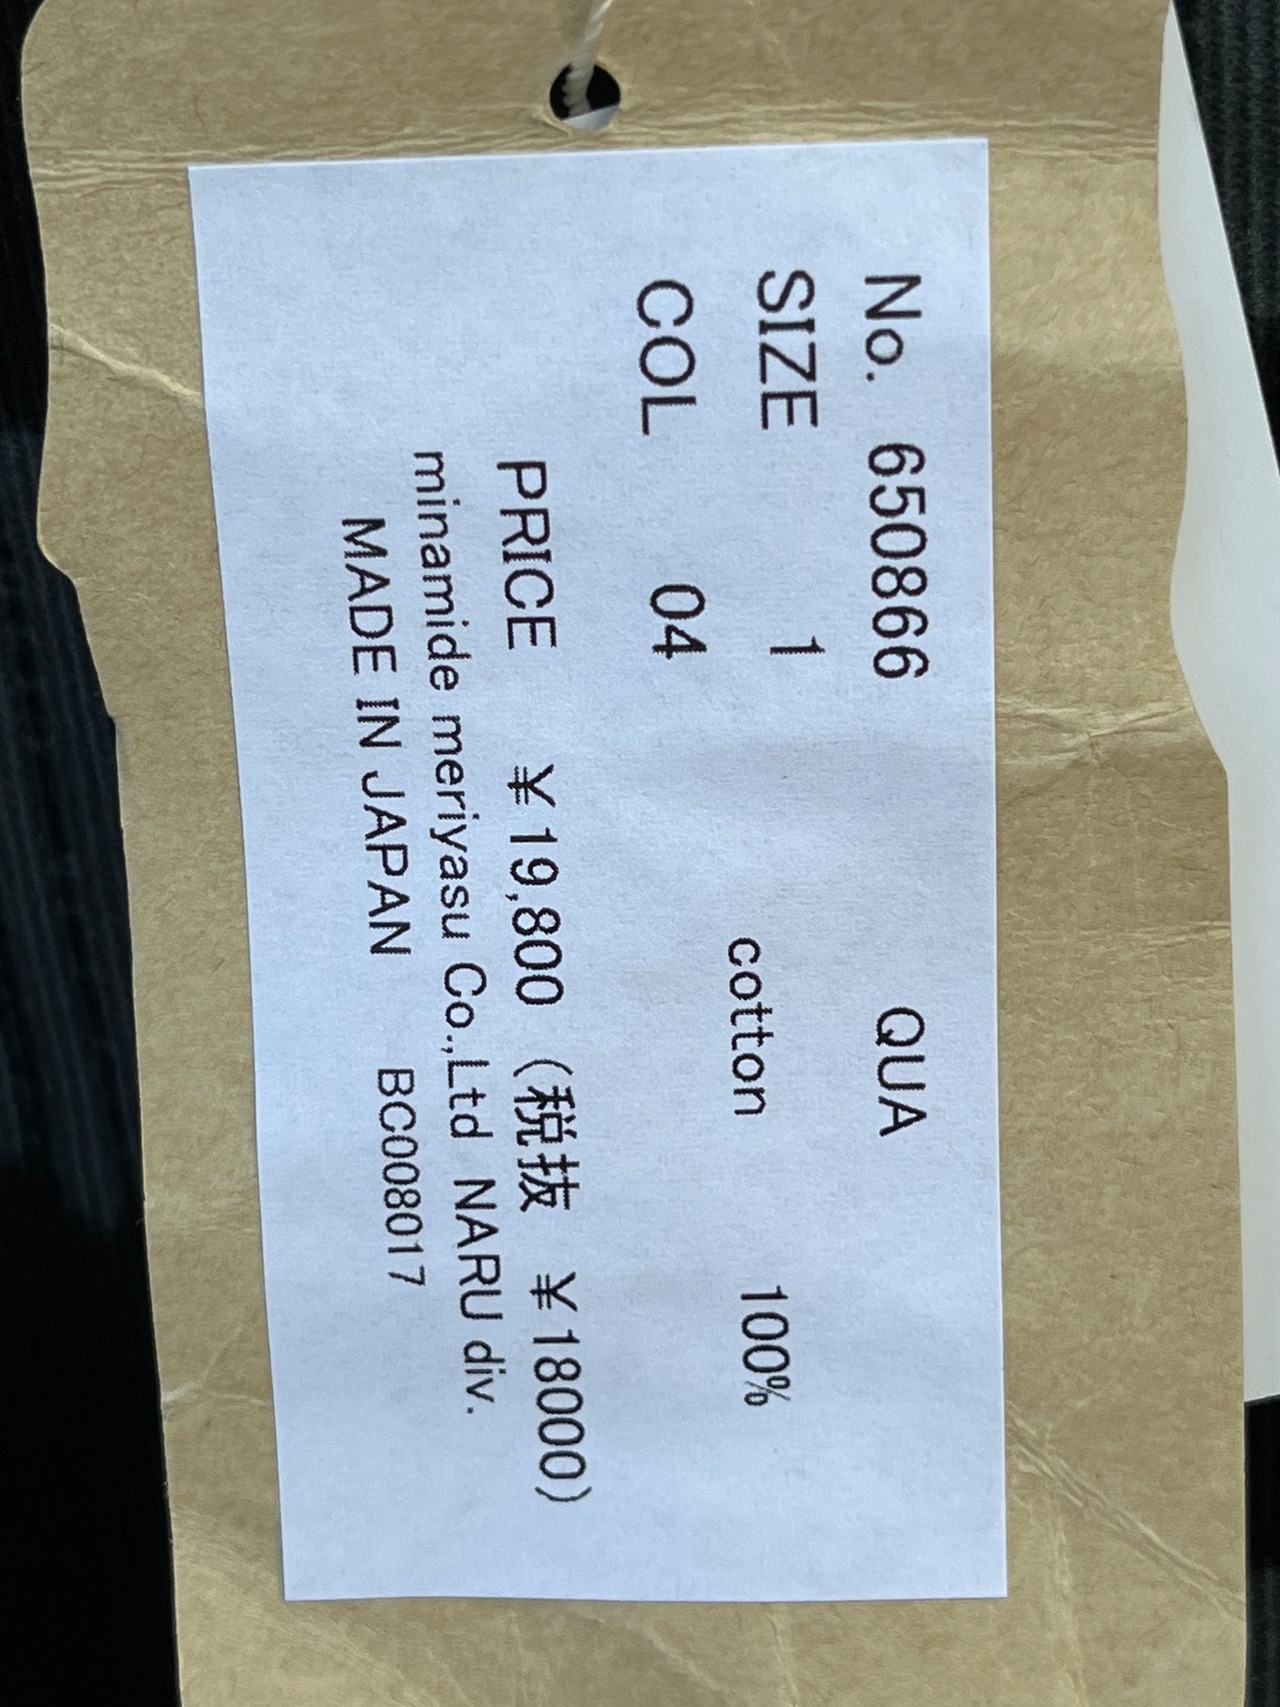 No. 650866 QUA
SIZE 1
cotton 100%
COL 04
PRICE ¥19,800 (税抜 ¥18000)
minamide meriyasu Co.,Ltd NARU div.
MADE IN JAPAN BC008017